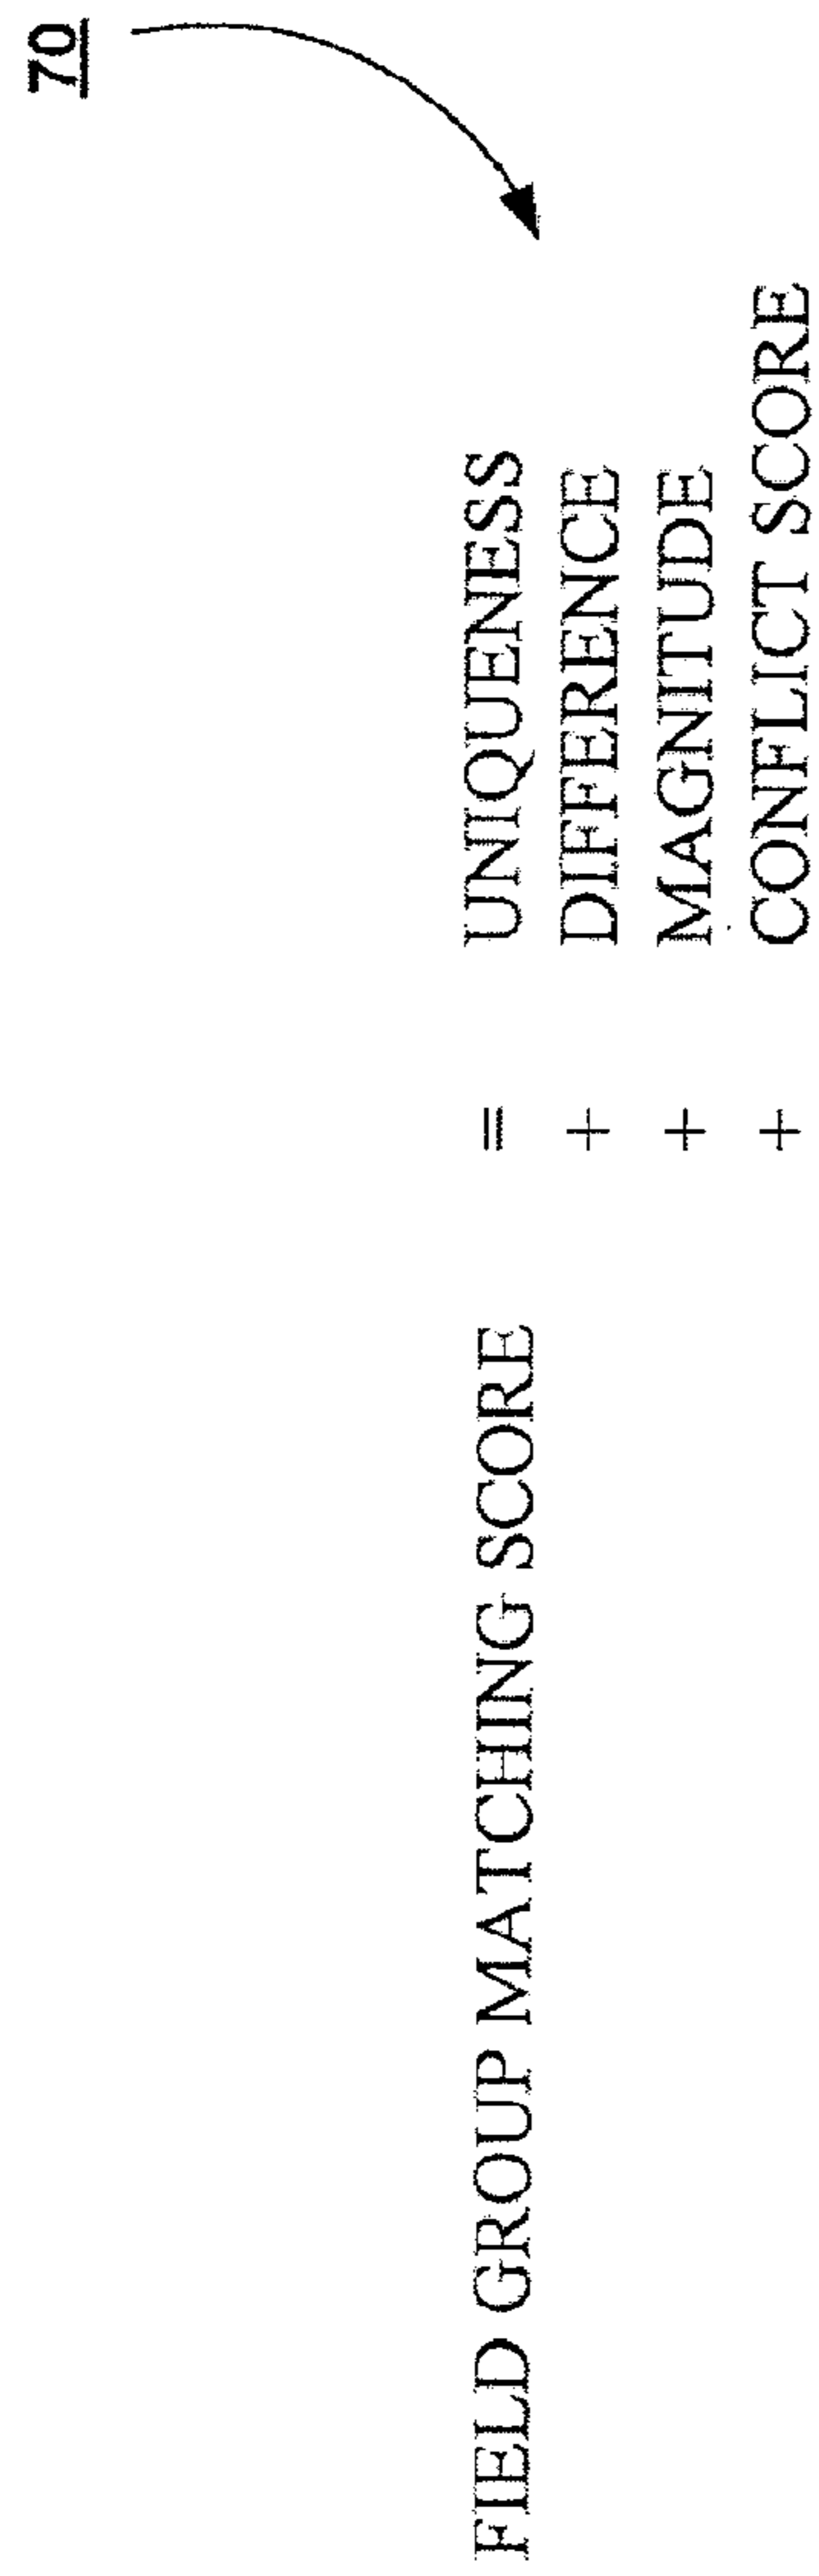 70
FIELD GROUP MATCHING SCORE = UNIQUENESS
+ DIFFERENCE
+ MAGNITUDE
+ CONFLICT SCORE